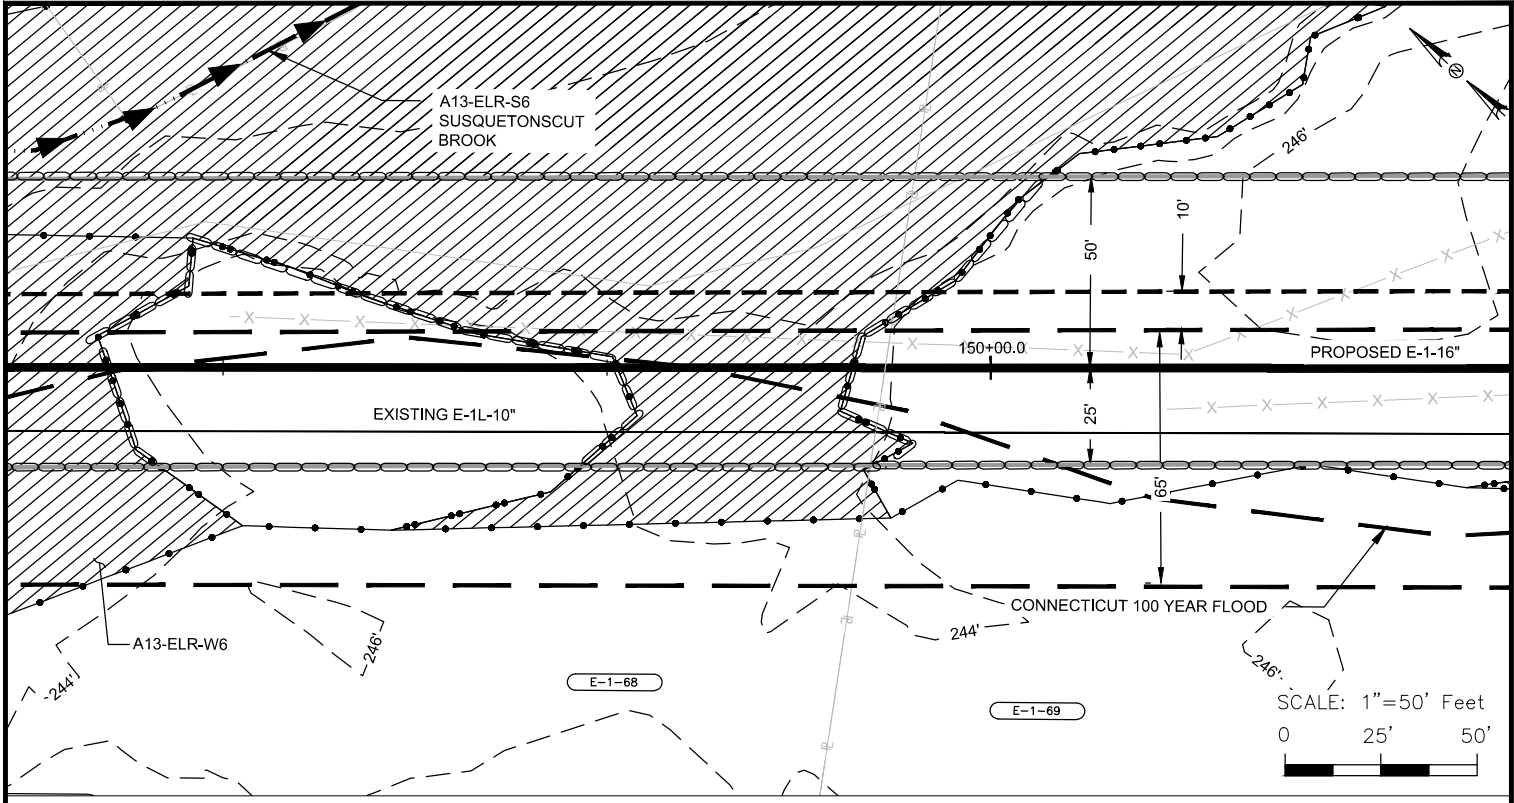 A13-ELR-S6
SUSQUETONSCUT
BROOK
N
246'
10'
50'
150+00.0
PROPOSED E-1-16"
EXISTING E-1L-10"
25'
65'
CONNECTICUT 100 YEAR FLOOD
A13-ELR-W6
246'
244'
244'
246'
E-1-68
E-1-69
SCALE: 1"=50' Feet
0 25' 50'